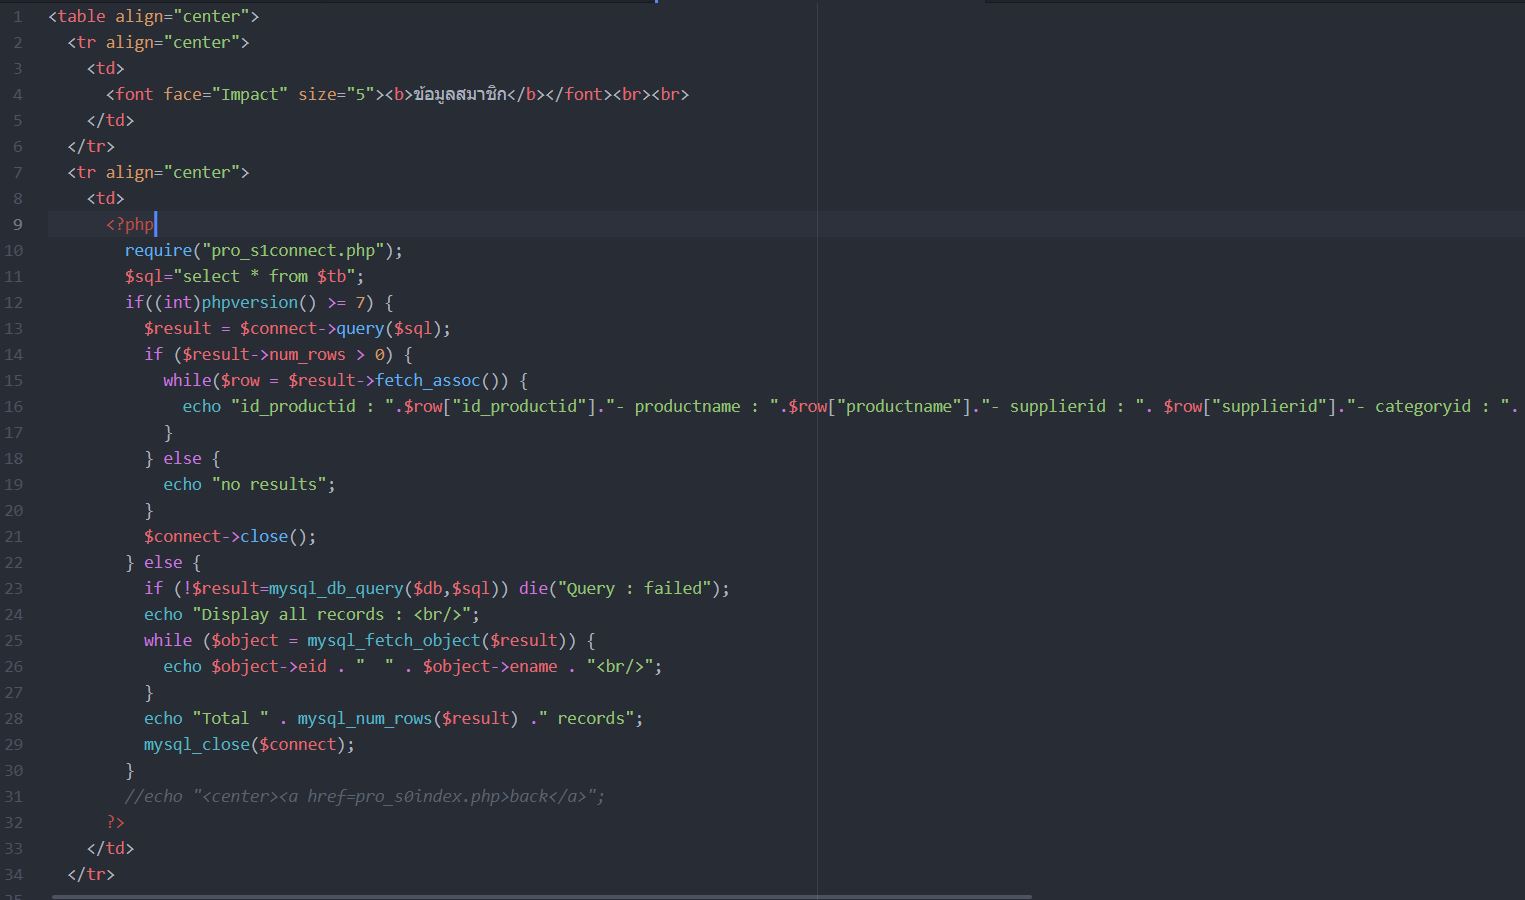 1 <table align="center">
2 <tr align="center">
3 <td>
4 <font face="Impact" size="5"><b>ข้อมูลสมาชิก</b></font><br><br>
5 </td>
6 </tr>
7 <tr align="center">
8 <td>
9 <?php
10 require("pro_s1connect.php");
11 $sql="select * from $tb";
12 if((int)phpversion() >= 7) {
13 $result = $connect->query($sql);
14 if ($result->num_rows > 0) {
15 while($row = $result->fetch_assoc()) {
16 echo "id_productid : ".$row["id_productid"]."- productname : ".$row["productname"]."- supplierid : ". $row["supplierid"]."- categoryid : ".
17 }
18 } else {
19 echo "no results";
20 }
21 $connect->close();
22 } else {
23 if (!$result=mysql_db_query($db,$sql)) die("Query : failed");
24 echo "Display all records : <br/>";
25 while ($object = mysql_fetch_object($result)) {
26 echo $object->eid . "  " . $object->ename . "<br/>";
27 }
28 echo "Total " . mysql_num_rows($result) ." records";
29 mysql_close($connect);
30 }
31 //echo "<center><a href=pro_s0index.php>back</a>";
32 ?>
33 </td>
34 </tr>